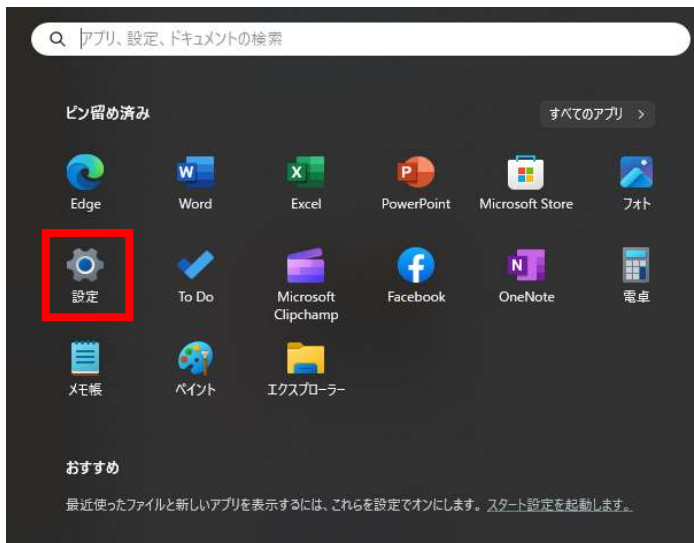 アプリ、設定、ドキュメントの検索
ピン留め済み
すべてのアプリ >
Edge
Word
Excel
PowerPoint
Microsoft Store
フォト
設定
To Do
Microsoft
Clipchamp
Facebook
OneNote
電卓
メモ帳
ペイント
エクスプローラー
おすすめ
最近使ったファイルと新しいアプリを表示するには、これらを設定でオンにします。スタート設定を起動します。